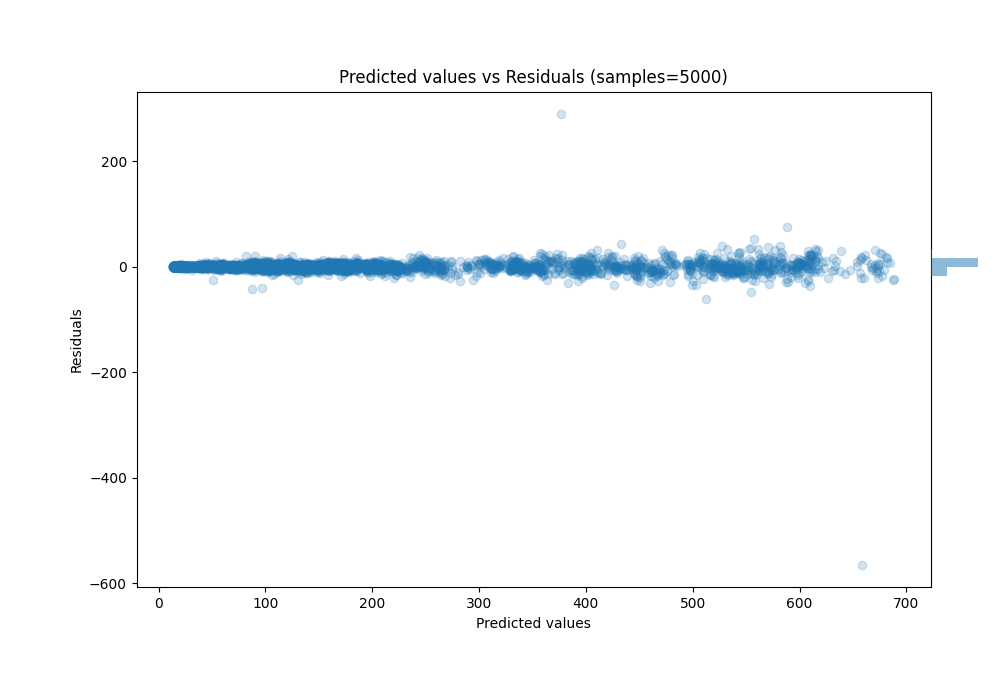 Predicted values vs Residuals (samples=5000)
200
0
−200
−400
−600
Residuals
0 100 200 300 400 500 600 700
Predicted values